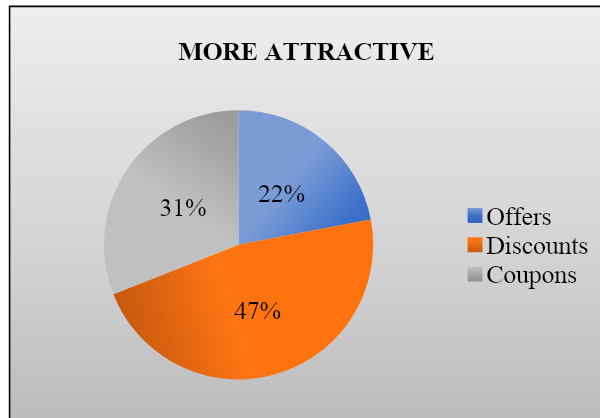 MORE ATTRACTIVE
22%
31%
47%
Offers
Discounts
Coupons